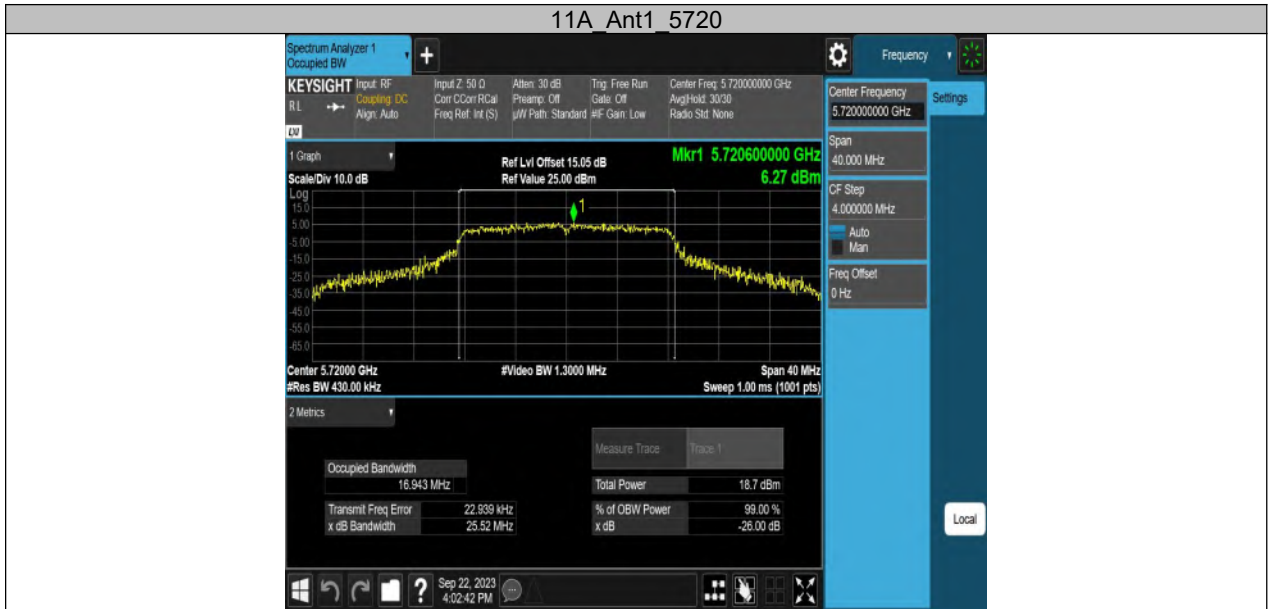 11A_Ant1_5720
Spectrum Analyzer 1
Occupied BW
+
Frequency
KEYSIGHT
RL
LXI
Input: RF
Coupling: DC
Align: Auto
Input Z: 50 Ω
Corr CCorr RCal
Freq Ref: Int (S)
Atten: 30 dB
Preamp: Off
µW Path: Standard
Trig: Free Run
Gate: Off
#IF Gain: Low
Center Freq: 5.720000000 GHz
Avg|Hold: 30/30
Radio Std: None
Center Frequency
5.720000000 GHz
Settings
Span
40.000 MHz
CF Step
4.000000 MHz
Auto
Man
Freq Offset
0 Hz
Local
1 Graph
Scale/Div 10.0 dB
Ref Lvl Offset 15.05 dB
Ref Value 25.00 dBm
Mkr1 5.720600000 GHz
6.27 dBm
Log
15.0
5.00
-5.00
-15.0
-25.0
-35.0
-45.0
-55.0
-65.0
1
Center 5.72000 GHz
#Video BW 1.3000 MHz
Span 40 MHz
#Res BW 430.00 kHz
Sweep 1.00 ms (1001 pts)
2 Metrics
Measure Trace Trace 1
Occupied Bandwidth
16.943 MHz
Total Power 18.7 dBm
Transmit Freq Error 22.939 kHz
% of OBW Power 99.00 %
x dB Bandwidth 25.52 MHz
x dB -26.00 dB
?
Sep 22, 2023
4:02:42 PM